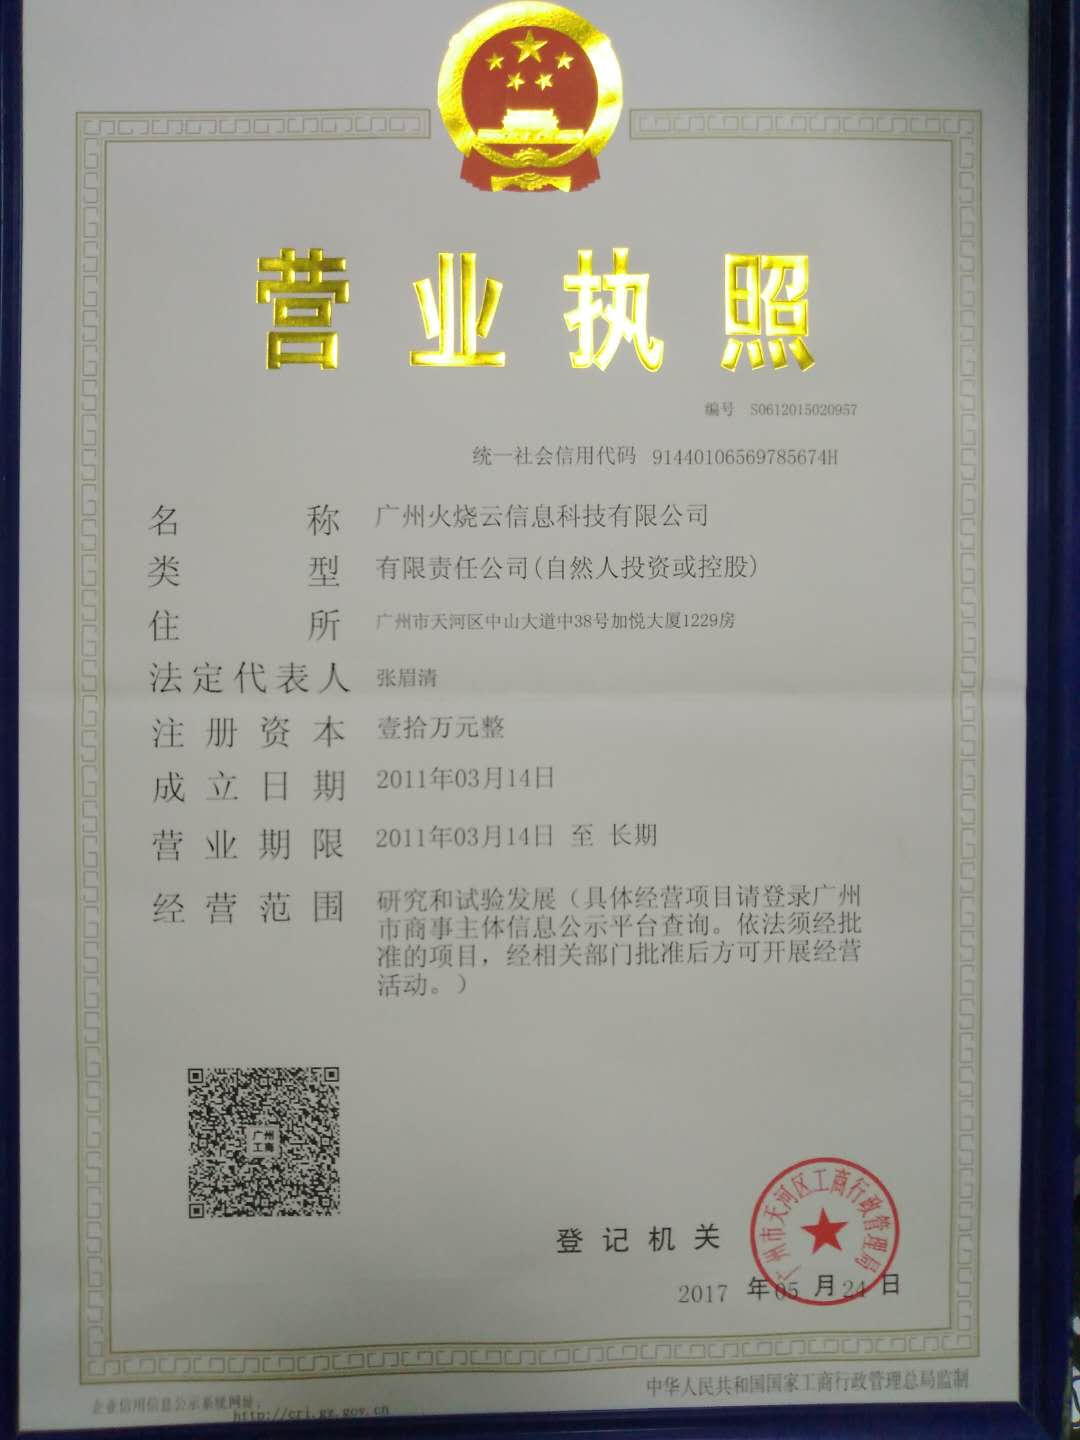 营业执照
编号 S0612015020957
统一社会信用代码 91440106569785674H
名称 广州火烧云信息科技有限公司
类型 有限责任公司(自然人投资或控股)
住所 广州市天河区中山大道中38号加悦大厦1229房
法定代表人 张眉清
注册资本 壹拾万元整
成立日期 2011年03月14日
营业期限 2011年03月14日 至 长期
经营范围 研究和试验发展（具体经营项目请登录广州
市商事主体信息公示平台查询。依法须经批
准的项目，经相关部门批准后方可开展经营
活动。）
广州
工商
登记机关
广州市天河区工商行政管理局
2017 年 05 月 24 日
企业信用信息公示系统网址：
http://cri.gz.gov.cn
中华人民共和国国家工商行政管理总局监制